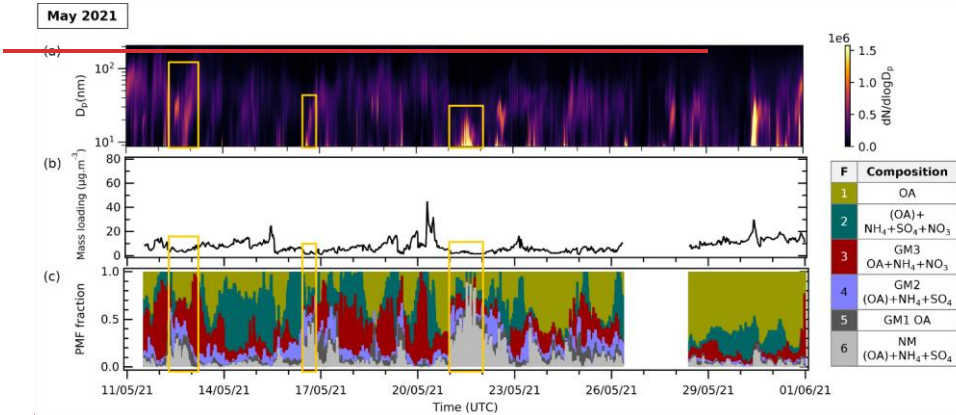 May 2021
(a)
1e6
10²
10¹
Dₚ(nm)
1.5
1.0
0.5
0.0
dN/dlogDₚ
(b)
80
60
40
20
0
Mass loading (μg.m⁻³)
(c)
1.0
0.5
0.0
PMF fraction
11/05/21 14/05/21 17/05/21 20/05/21 23/05/21 26/05/21 29/05/21 01/06/21
Time (UTC)
F Composition
1 OA
2 (OA)+
NH₄+SO₄+NO₃
3 GM3
OA+NH₄+NO₃
4 GM2
(OA)+NH₄+SO₄
5 GM1 OA
6 NM
(OA)+NH₄+SO₄